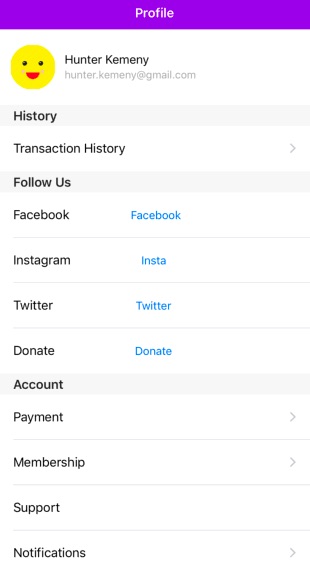 Profile
Hunter Kemeny
hunter.kemeny@gmail.com
History
Transaction History
Follow Us
Facebook Facebook
Instagram Insta
Twitter Twitter
Donate Donate
Account
Payment
Membership
Support
Notifications